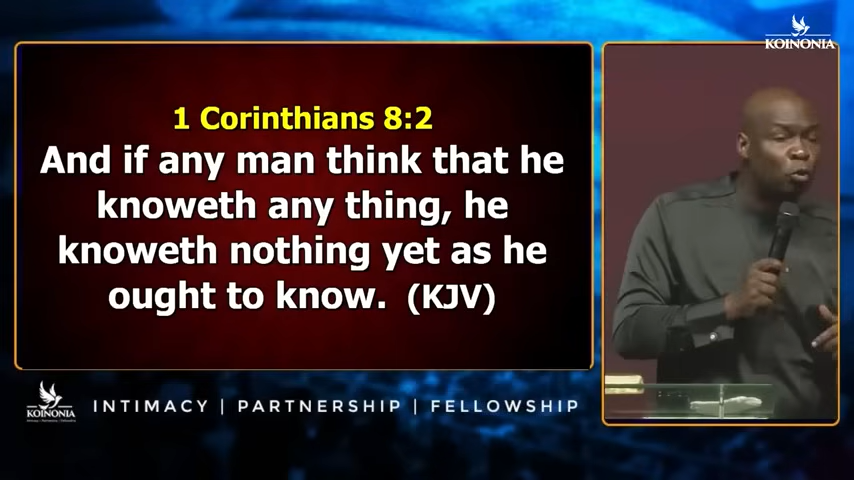 KOINONIA
1 Corinthians 8:2
And if any man think that he
knoweth any thing, he
knoweth nothing yet as he
ought to know. (KJV)
KOINONIA
INTIMACY | PARTNERSHIP | FELLOWSHIP